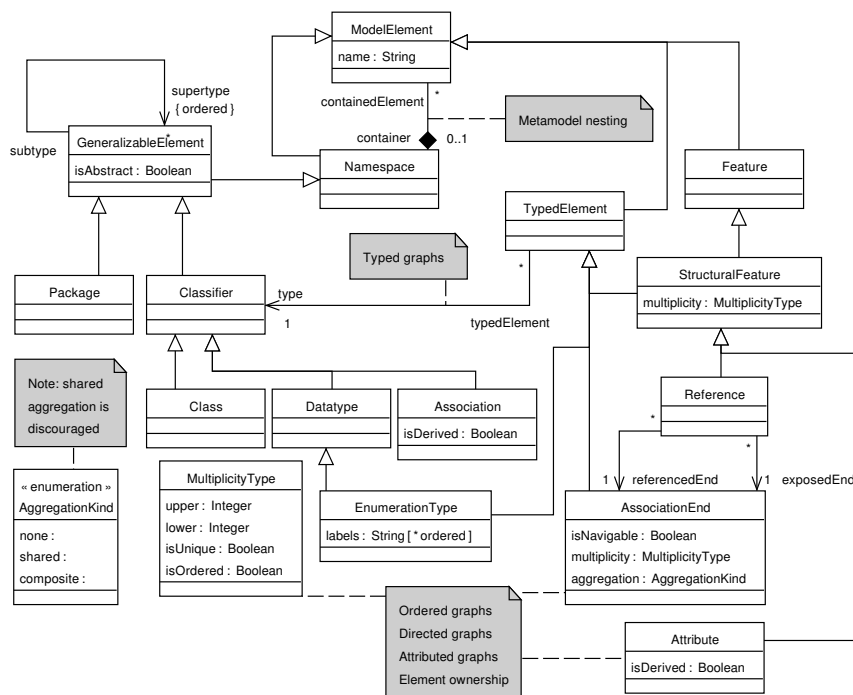 ModelElement
name : String
supertype
{ ordered }
*
containedElement
*
Metamodel nesting
GeneralizableElement
*
subtype
container
0..1
isAbstract : Boolean
Namespace
Feature
TypedElement
Typed graphs
*
Package
Classifier
type
1
typedElement
StructuralFeature
multiplicity : MultiplicityType
Note: shared
aggregation is
discouraged
Class
Datatype
Association
isDerived : Boolean
Reference
*
*
1
referencedEnd
1
exposedEnd
« enumeration »
AggregationKind
none :
shared :
composite :
MultiplicityType
upper : Integer
lower : Integer
isUnique : Boolean
isOrdered : Boolean
EnumerationType
labels : String [ * ordered ]
AssociationEnd
isNavigable : Boolean
multiplicity : MultiplicityType
aggregation : AggregationKind
Ordered graphs
Directed graphs
Attributed graphs
Element ownership
Attribute
isDerived : Boolean